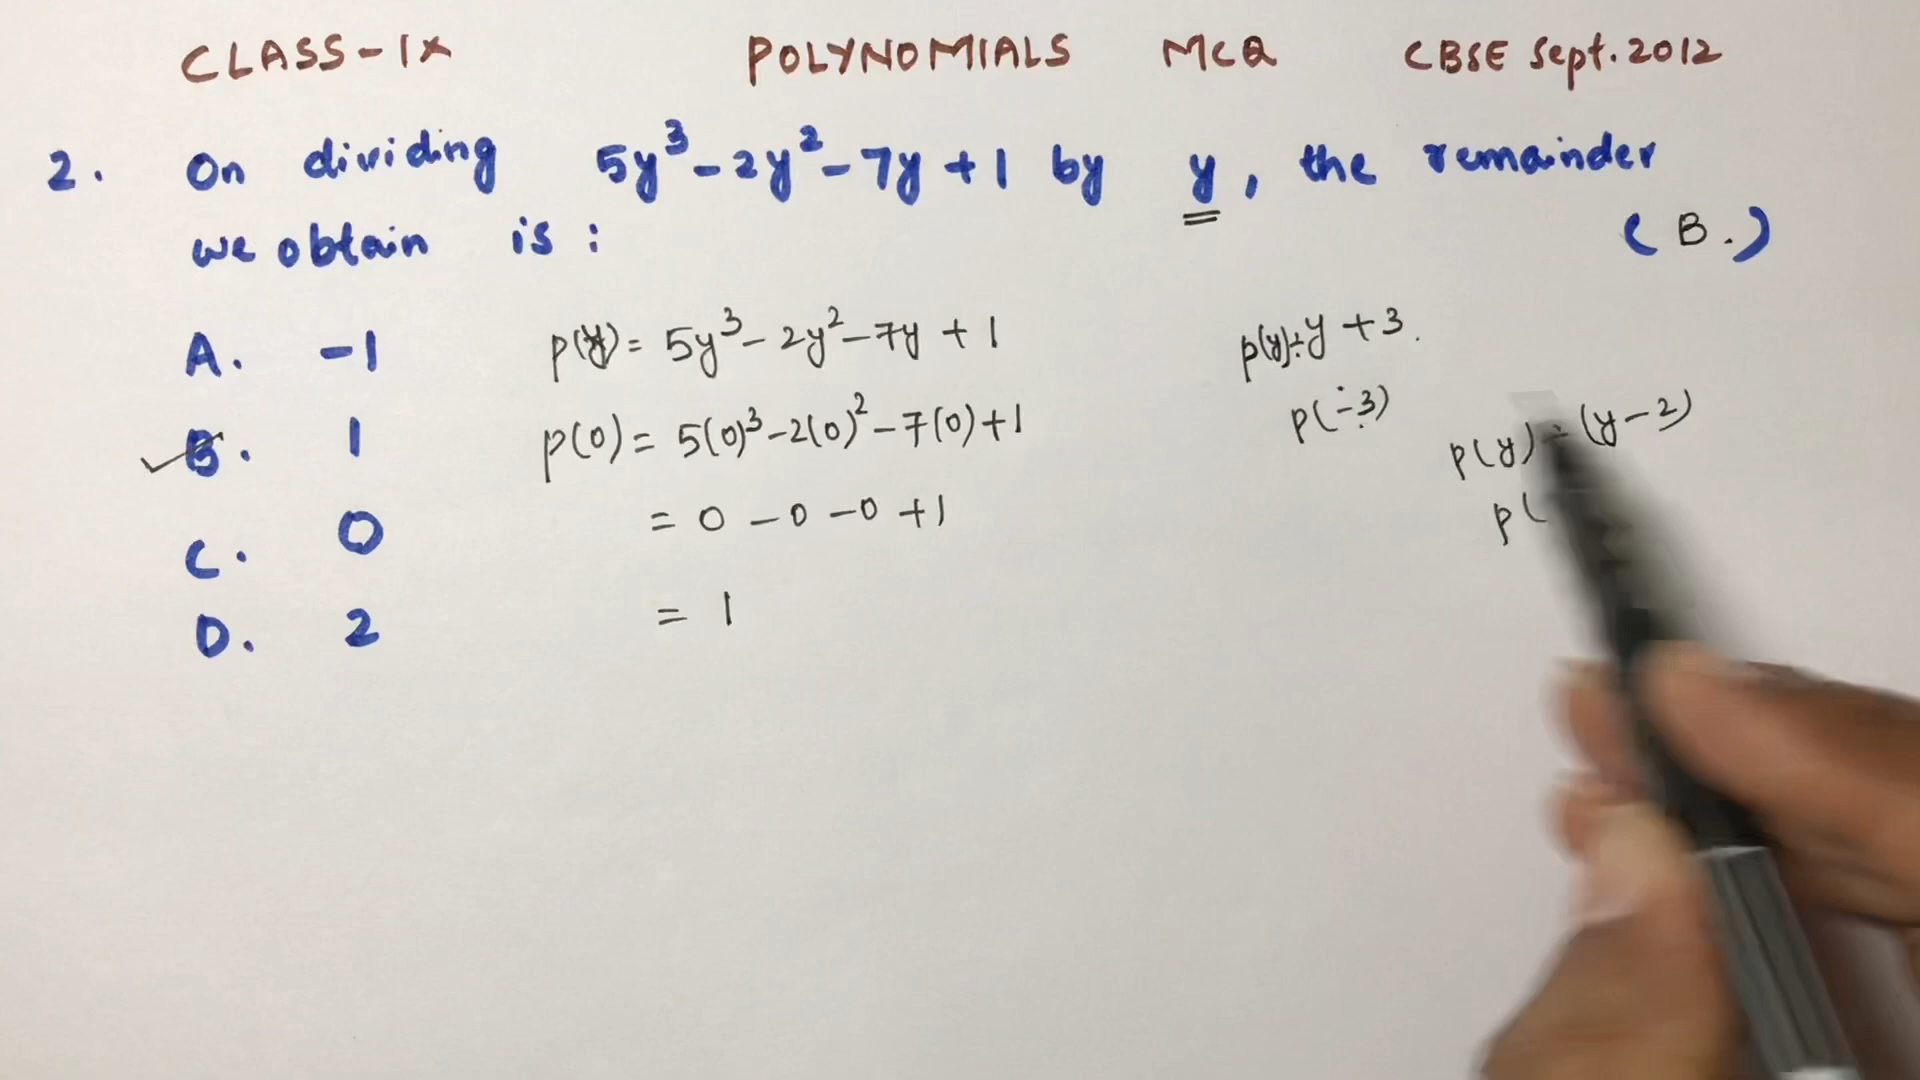 CLASS-IX POLYNOMIALS MCQ CBSE Sept.2012
2. On dividing 5y³-2y²-7y+1 by y, the remainder
we obtain is : (B.)
A. -1
B. 1
C. 0
D. 2
p(y)= 5y³-2y²-7y+1
p(0)= 5(0)³-2(0)²-7(0)+1
= 0-0-0+1
= 1
p(y)÷y+3.
p(-3)
p(y)÷(y-2)
p(